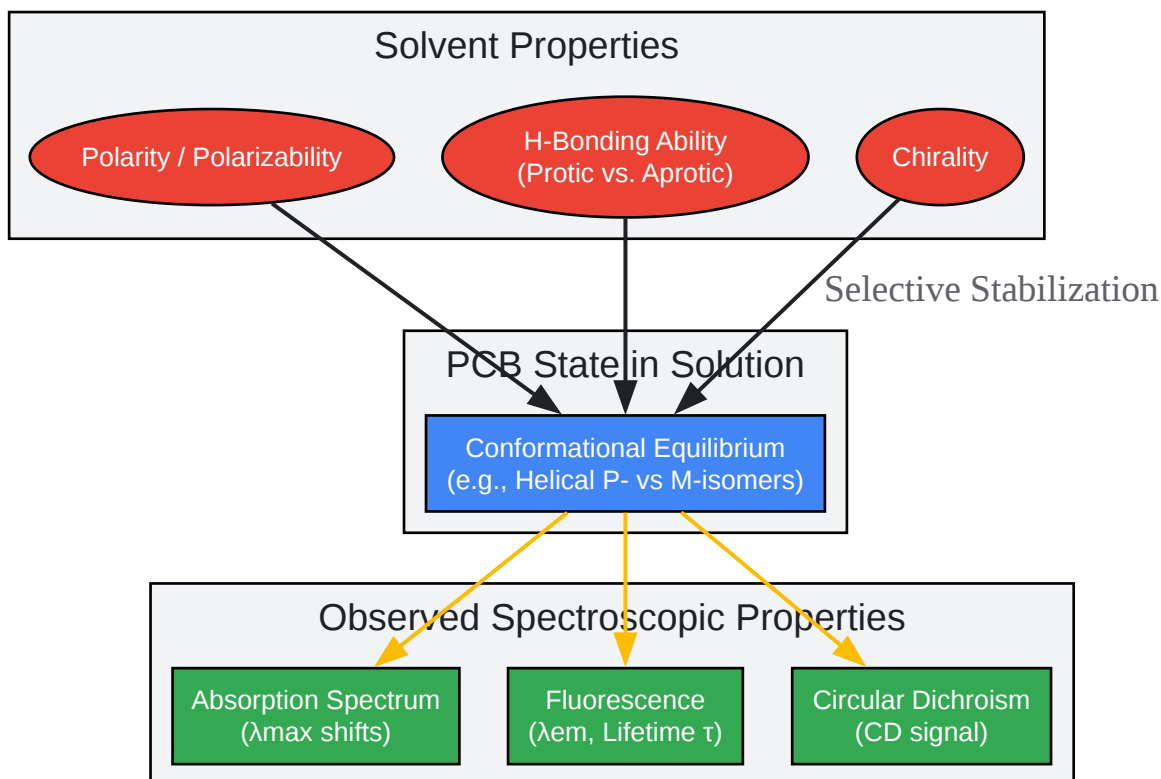 Solvent Properties
Polarity / Polarizability
H-Bonding Ability
(Protic vs. Aprotic)
Chirality
Selective Stabilization
PCB State in Solution
Conformational Equilibrium
(e.g., Helical P- vs M-isomers)
Observed Spectroscopic Properties
Absorption Spectrum
(λmax shifts)
Fluorescence
(λem, Lifetime τ)
Circular Dichroism
(CD signal)